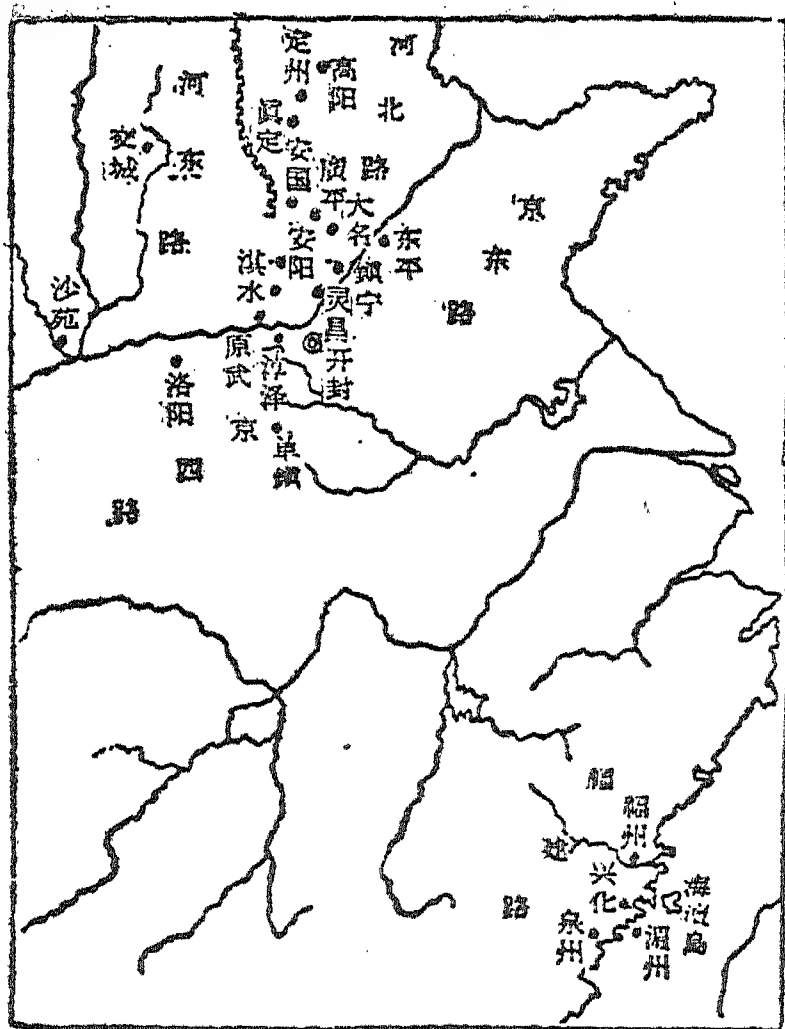 河北路
定州
高阳
真定
安国
广平
大名
东平
安阳
镇宁
淇水
灵昌
开封
原武
河东路
交城
沙苑
洛阳
京西路
淳泽
单镇
京东路
福建路
福州
兴化
泉州
湄州
海坛岛